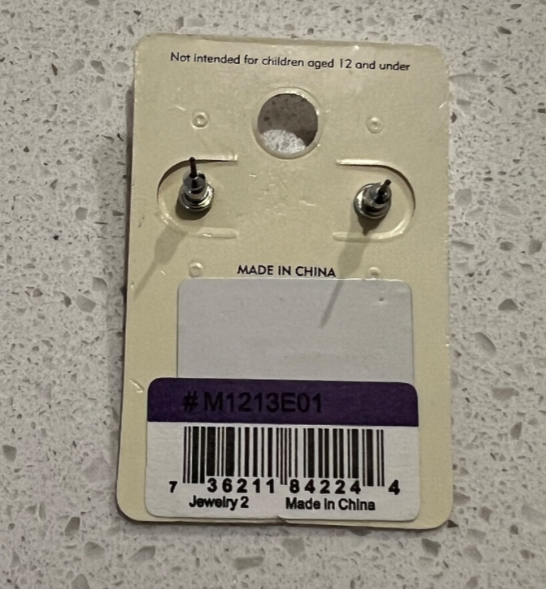 Not intended for children aged 12 and under
MADE IN CHINA
#M1213E01
7 36211 84224 4
Jewelry 2 Made in China